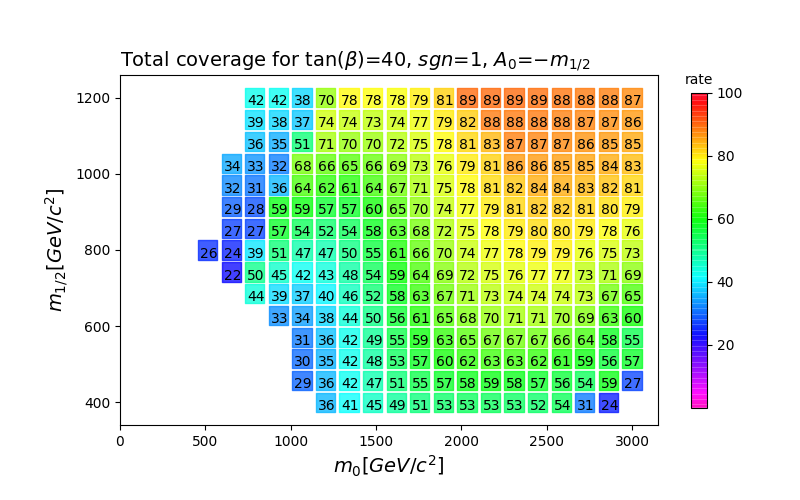 Total coverage for tan(β)=40, sgn=1, A0=−m1/2
rate
1200 42 42 38 70 78 78 78 79 81 89 89 89 89 88 88 88 87 100
39 38 37 74 74 73 74 77 79 82 88 88 88 88 87 87 86
36 35 51 71 70 70 72 75 78 81 83 87 87 87 86 85 85
80
1000 34 33 32 68 66 65 66 69 73 76 79 81 86 86 85 85 84 83
32 31 36 64 62 61 64 67 71 75 78 81 82 84 84 83 82 81
29 28 59 59 57 57 60 65 70 74 77 79 81 82 82 81 80 79
60
27 27 57 54 52 54 58 63 68 72 75 78 79 80 80 79 78 76
800 26 24 39 51 47 47 50 55 61 66 70 74 77 78 79 79 76 75 73
22 50 45 42 43 48 54 59 64 69 72 75 76 77 77 73 71 69
40
44 39 37 40 46 52 58 63 67 71 73 74 74 74 73 67 65
600 33 34 38 44 50 56 61 65 68 70 71 71 70 69 63 60
31 36 42 49 55 59 63 65 67 67 67 66 64 58 55
20
30 35 42 48 53 57 60 62 63 63 62 61 59 56 57
29 36 42 47 51 55 57 58 59 58 57 56 54 59 27
400 36 41 45 49 51 53 53 53 53 52 54 31 24
0 500 1000 1500 2000 2500 3000
m0[GeV/c²]
m1/2[GeV/c²]